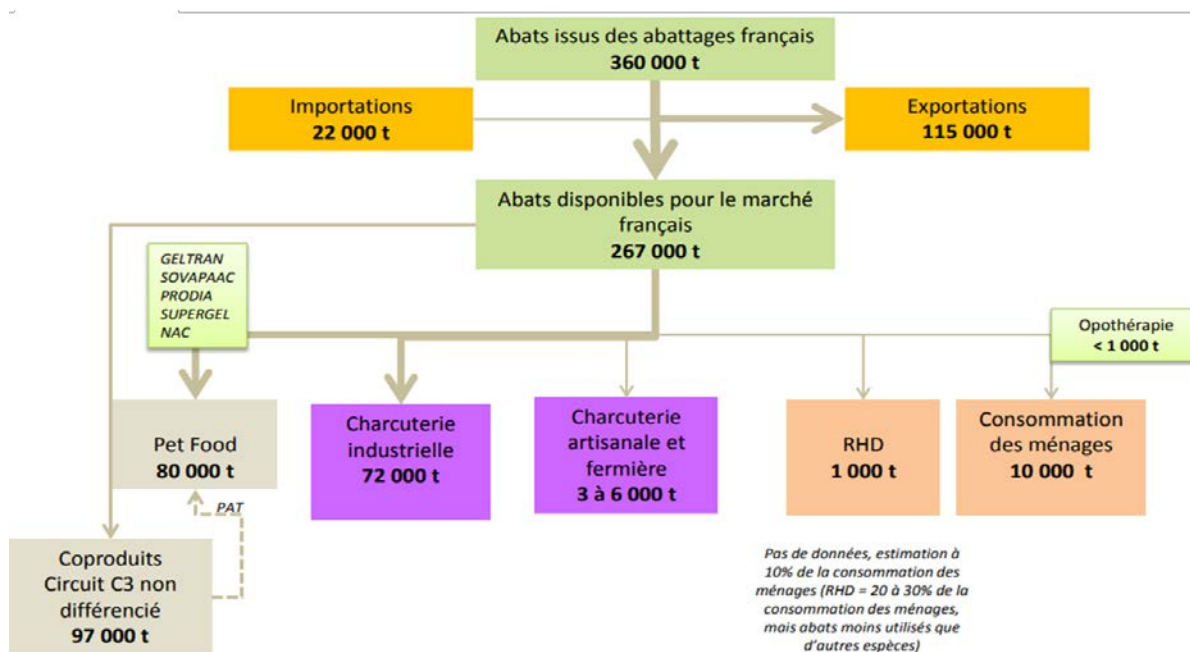 Abats issus des abattages français
360 000 t
Importations
22 000 t
Exportations
115 000 t
Abats disponibles pour le marché
français
267 000 t
GELTRAN
SOVAPAAC
PRODIA
SUPERGEL
NAC
Opothérapie
< 1 000 t
Pet Food
80 000 t
Charcuterie
industrielle
72 000 t
Charcuterie
artisanale et
fermière
3 à 6 000 t
RHD
1 000 t
Consommation
des ménages
10 000 t
PAT
Coproduits
Circuit C3 non
différencié
97 000 t
Pas de données, estimation à
10% de la consommation des
ménages (RHD = 20 à 30% de la
consommation des ménages,
mais abats moins utilisés que
d'autres espèces)